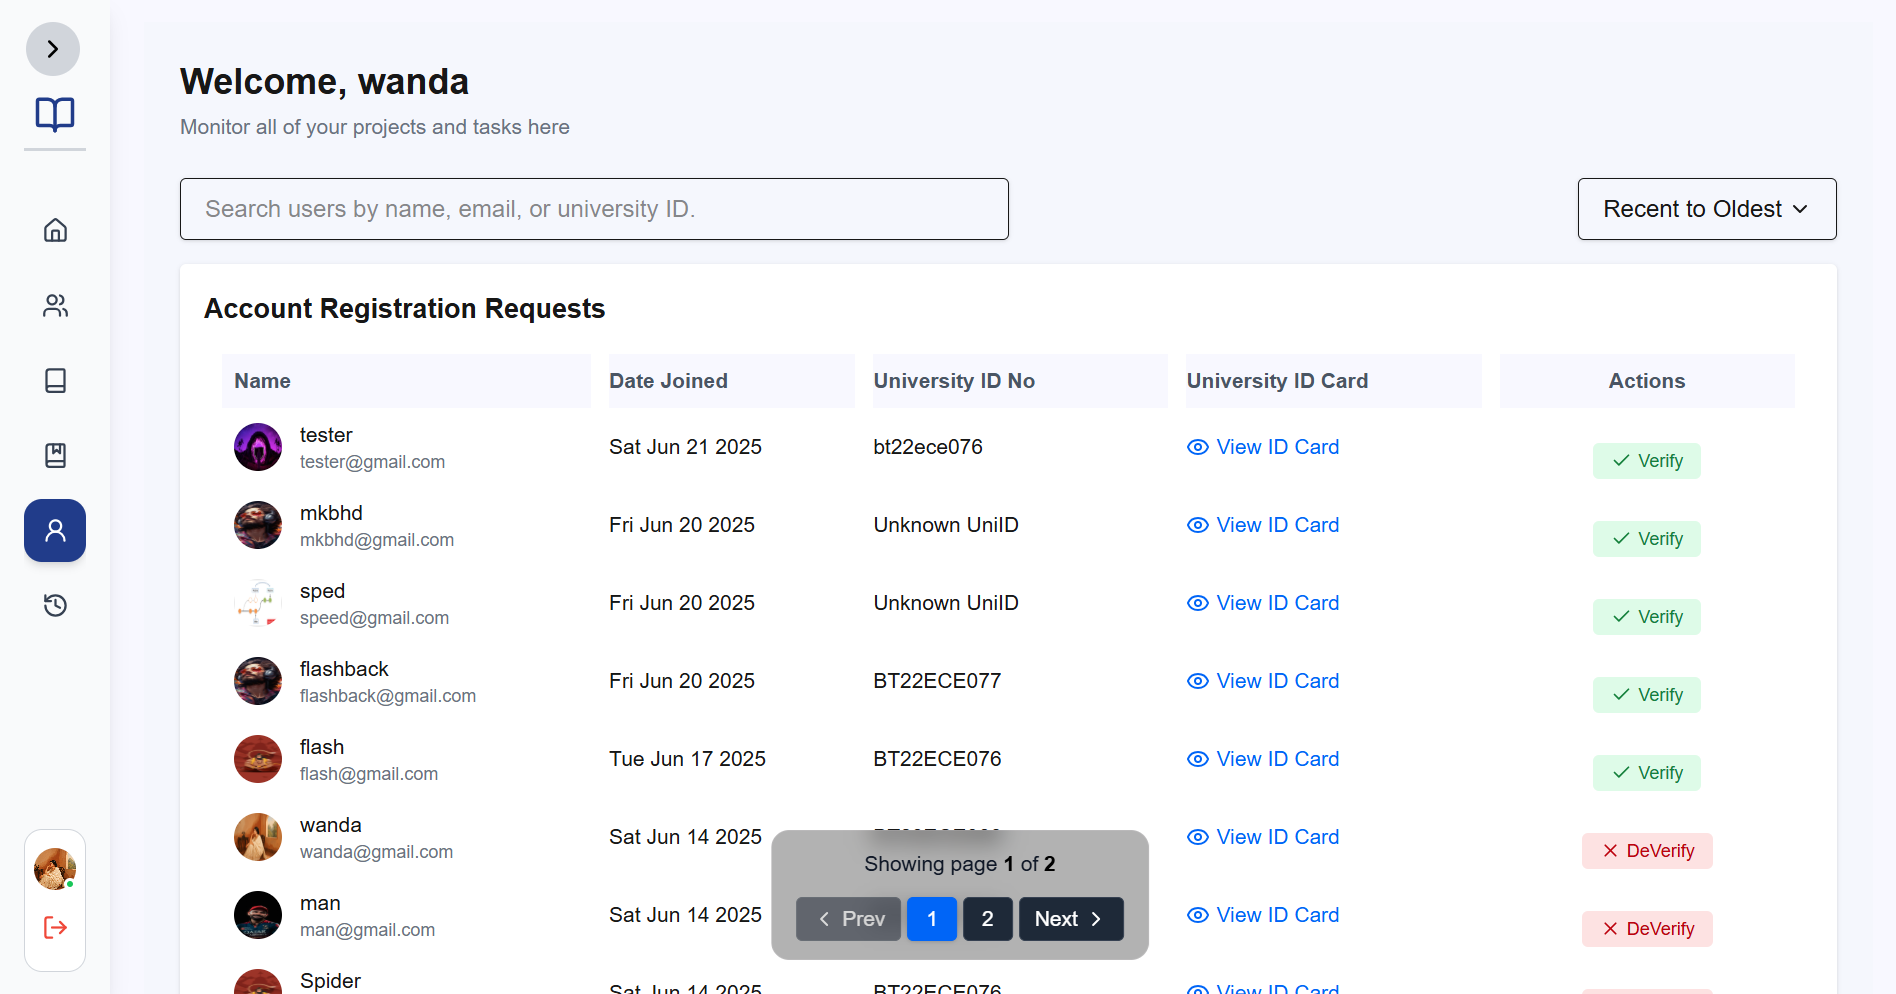 Welcome, wanda
Monitor all of your projects and tasks here
Search users by name, email, or university ID.
Recent to Oldest
Account Registration Requests
Name Date Joined University ID No University ID Card Actions
tester
tester@gmail.com
Sat Jun 21 2025 bt22ece076 View ID Card Verify
mkbhd
mkbhd@gmail.com
Fri Jun 20 2025 Unknown UniID View ID Card Verify
sped
speed@gmail.com
Fri Jun 20 2025 Unknown UniID View ID Card Verify
flashback
flashback@gmail.com
Fri Jun 20 2025 BT22ECE077 View ID Card Verify
flash
flash@gmail.com
Tue Jun 17 2025 BT22ECE076 View ID Card Verify
wanda
wanda@gmail.com
Sat Jun 14 2025 View ID Card DeVerify
man
man@gmail.com
Sat Jun 14 2025 View ID Card DeVerify
Spider
Sat Jun 14 2025 BT22ECE076 View ID Card
Showing page 1 of 2
Prev 1 2 Next